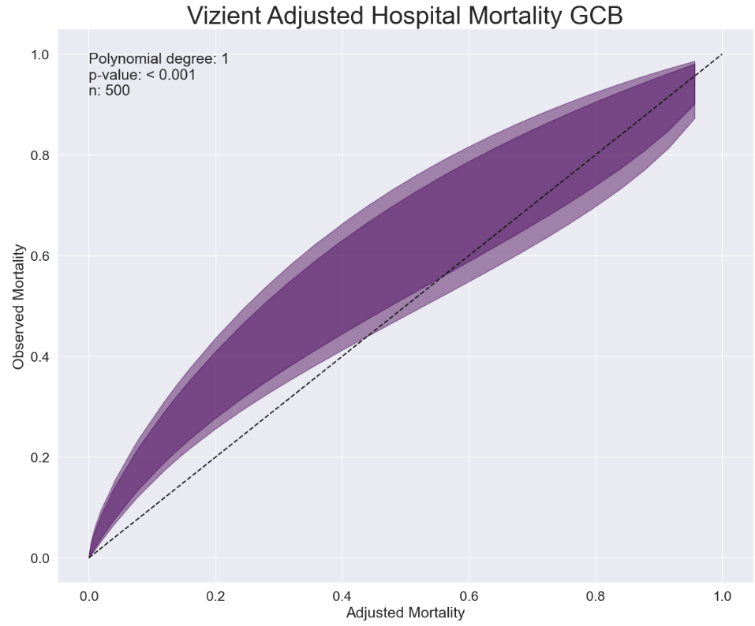 Vizient Adjusted Hospital Mortality GCB
Polynomial degree: 1
p-value: < 0.001
n: 500
1.0
0.8
0.6
0.4
0.2
0.0
Observed Mortality
0.0 0.2 0.4 0.6 0.8 1.0
Adjusted Mortality